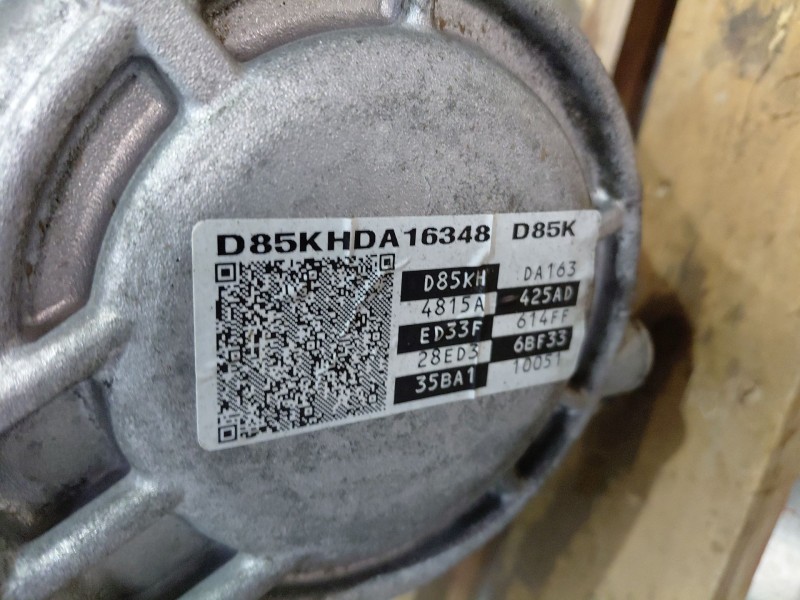 D85KHDA16348 D85K
D85KH DA163
4815A 425AD
ED33F 614FF
28ED3 6BF33
35BA1 10051